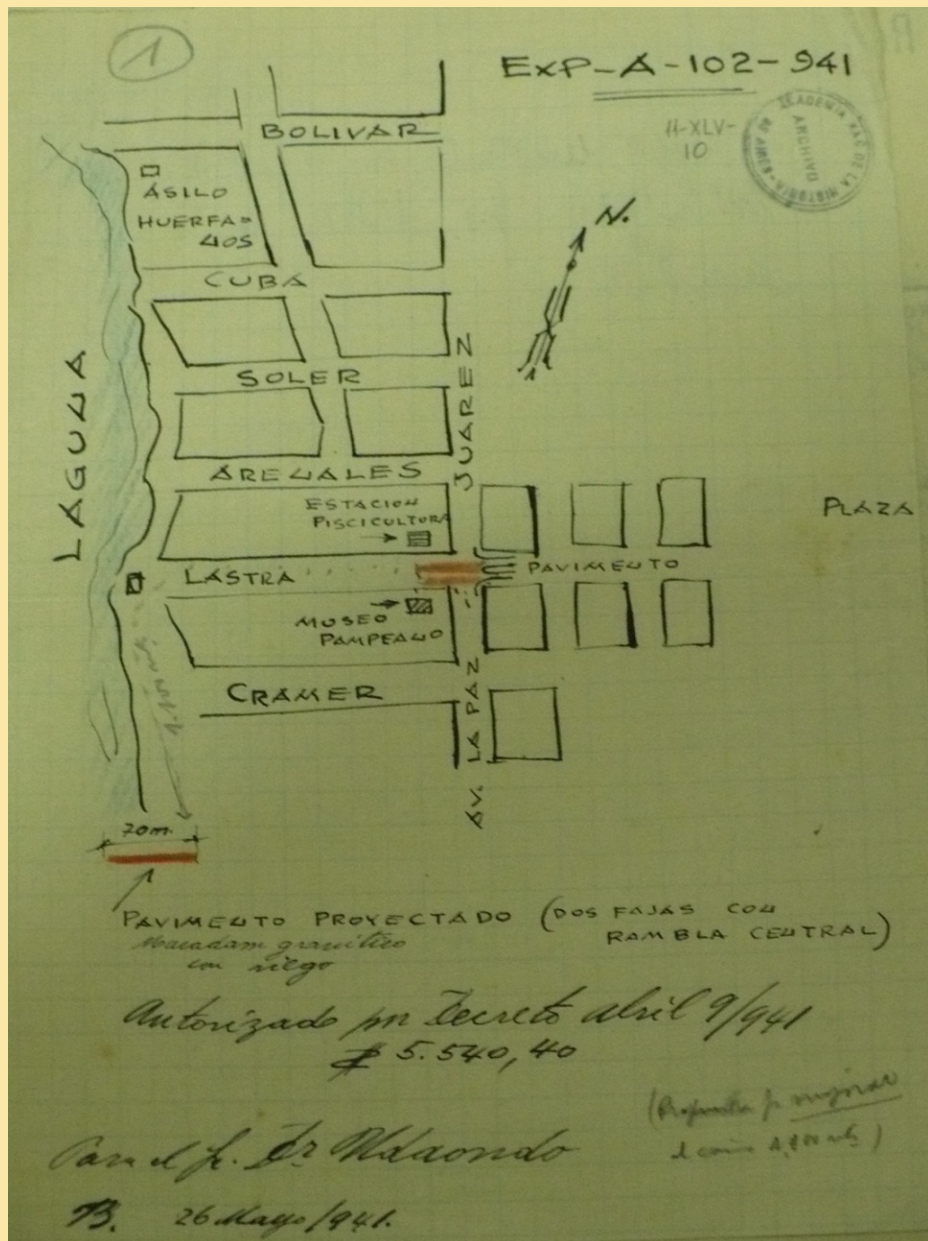 1
EXP-A-102-941
II-XLV-
10
ACADEMIA NAC. DE LA HISTORIA
ARCHIVO
BOLIVAR
ASILO
HUERFA=
NOS
N.
CUBA
LAGUNA
SOLER
JUAREZ
ARENALES
ESTACION
PISCICULTURA
PLAZA
LASTRA
PAVIMENTO
MUSEO
PAMPEANO
CRAMER
AV. LA PAZ
70m.
PAVIMENTO PROYECTADO (DOS FAJAS CON
RAMBLA CENTRAL)
Macadam granitico
con riego
Autorizado por Decreto abril 9/941
$ 5.540,40
Para el Sr. Dr Udaondo
B. 26 Mayo/941.